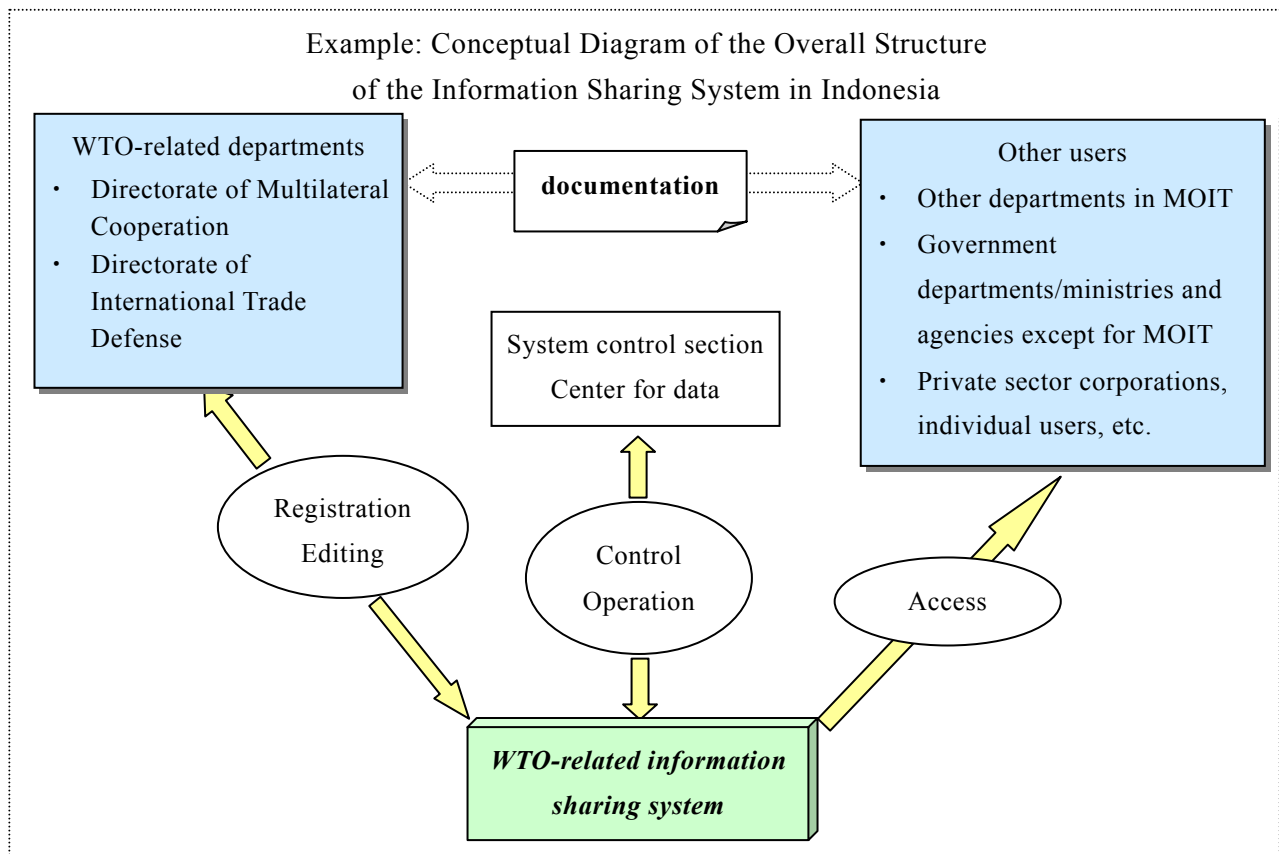 Example: Conceptual Diagram of the Overall Structure
of the Information Sharing System in Indonesia
WTO-related departments
・ Directorate of Multilateral
Cooperation
・ Directorate of
International Trade
Defense
documentation
Other users
・ Other departments in MOIT
・ Government
departments/ministries and
agencies except for MOIT
・ Private sector corporations,
individual users, etc.
System control section
Center for data
Registration
Editing
Control
Operation
Access
WTO-related information
sharing system